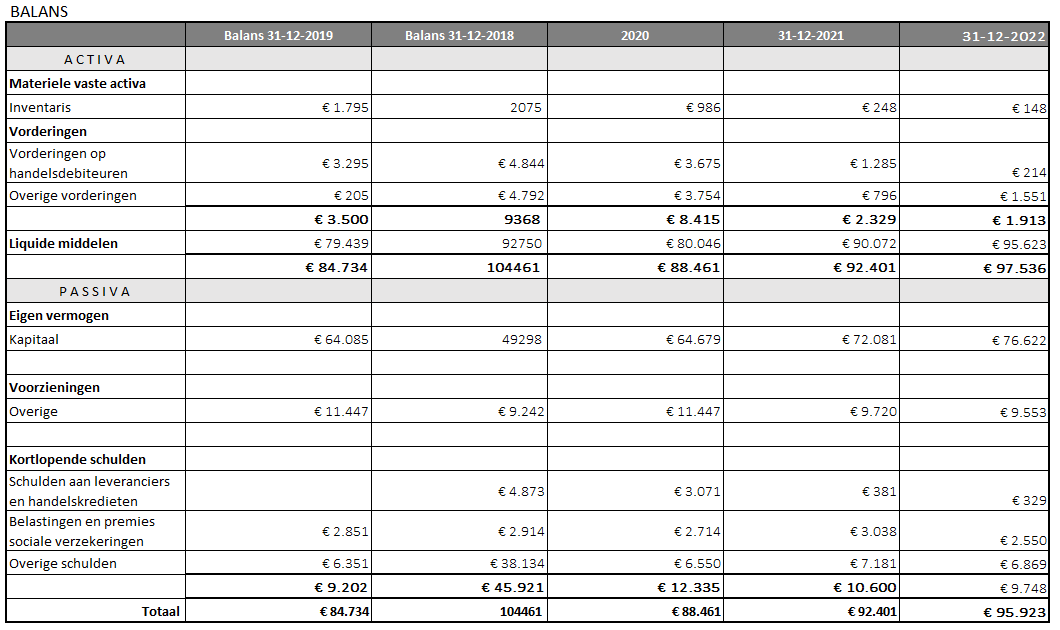 BALANS
Balans 31-12-2019 Balans 31-12-2018 2020 31-12-2021 31-12-2022
A C T I V A
Materiele vaste activa
Inventaris € 1.795 2075 € 986 € 248 € 148
Vorderingen
Vorderingen op
handelsdebiteuren € 3.295 € 4.844 € 3.675 € 1.285 € 214
Overige vorderingen € 205 € 4.792 € 3.754 € 796 € 1.551
€ 3.500 9368 € 8.415 € 2.329 € 1.913
Liquide middelen € 79.439 92750 € 80.046 € 90.072 € 95.623
€ 84.734 104461 € 88.461 € 92.401 € 97.536
P A S S I V A
Eigen vermogen
Kapitaal € 64.085 49298 € 64.679 € 72.081 € 76.622
Voorzieningen
Overige € 11.447 € 9.242 € 11.447 € 9.720 € 9.553
Kortlopende schulden
Schulden aan leveranciers
en handelskredieten € 4.873 € 3.071 € 381 € 329
Belastingen en premies
sociale verzekeringen € 2.851 € 2.914 € 2.714 € 3.038 € 2.550
Overige schulden € 6.351 € 38.134 € 6.550 € 7.181 € 6.869
€ 9.202 € 45.921 € 12.335 € 10.600 € 9.748
Totaal € 84.734 104461 € 88.461 € 92.401 € 95.923